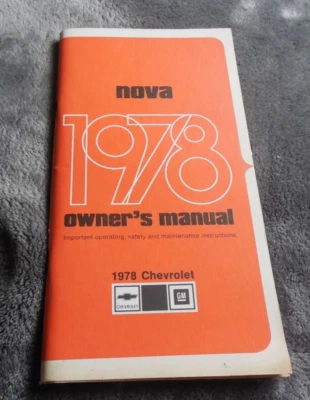 nova
1978
owner's manual
Important operating, safety and maintenance instructions.
1978 Chevrolet
CHEVROLET GM